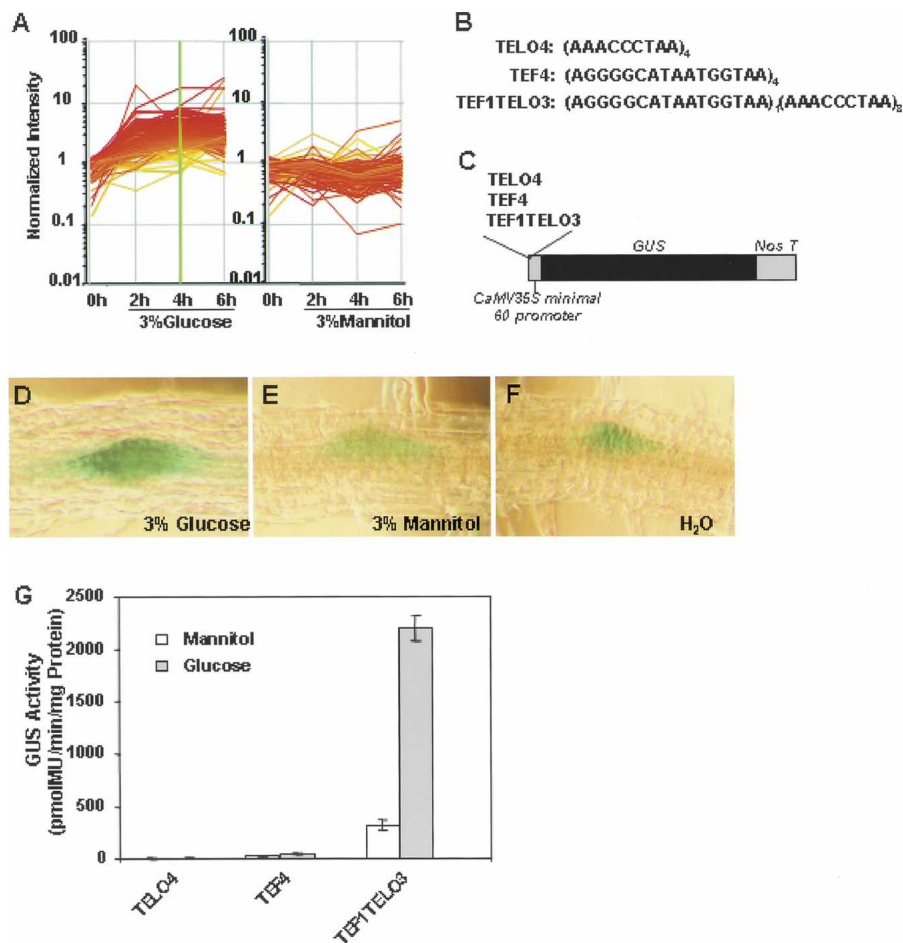 A
100
10
1
0.1
0.01
Normalized Intensity
0h 2h 4h 6h
3%Glucose
100
10
1
0.1
0.01
0h 2h 4h 6h
3%Mannitol
B
TELO4: (AAACCCTAA)4
TEF4: (AGGGGCATAATGGTAA)4
TEF1TELO3: (AGGGGCATAATGGTAA) (AAACCCTAA)
C
TELO4
TEF4
TEF1TELO3
GUS
Nos T
CaMV35S minimal
60 promoter
D
3% Glucose
E
3% Mannitol
F
H2O
G
GUS Activity
(pmolMU/min/mg Protein)
2500
2000
1500
1000
500
0
Mannitol
Glucose
TELO4
TEF4
TEF1TELO3